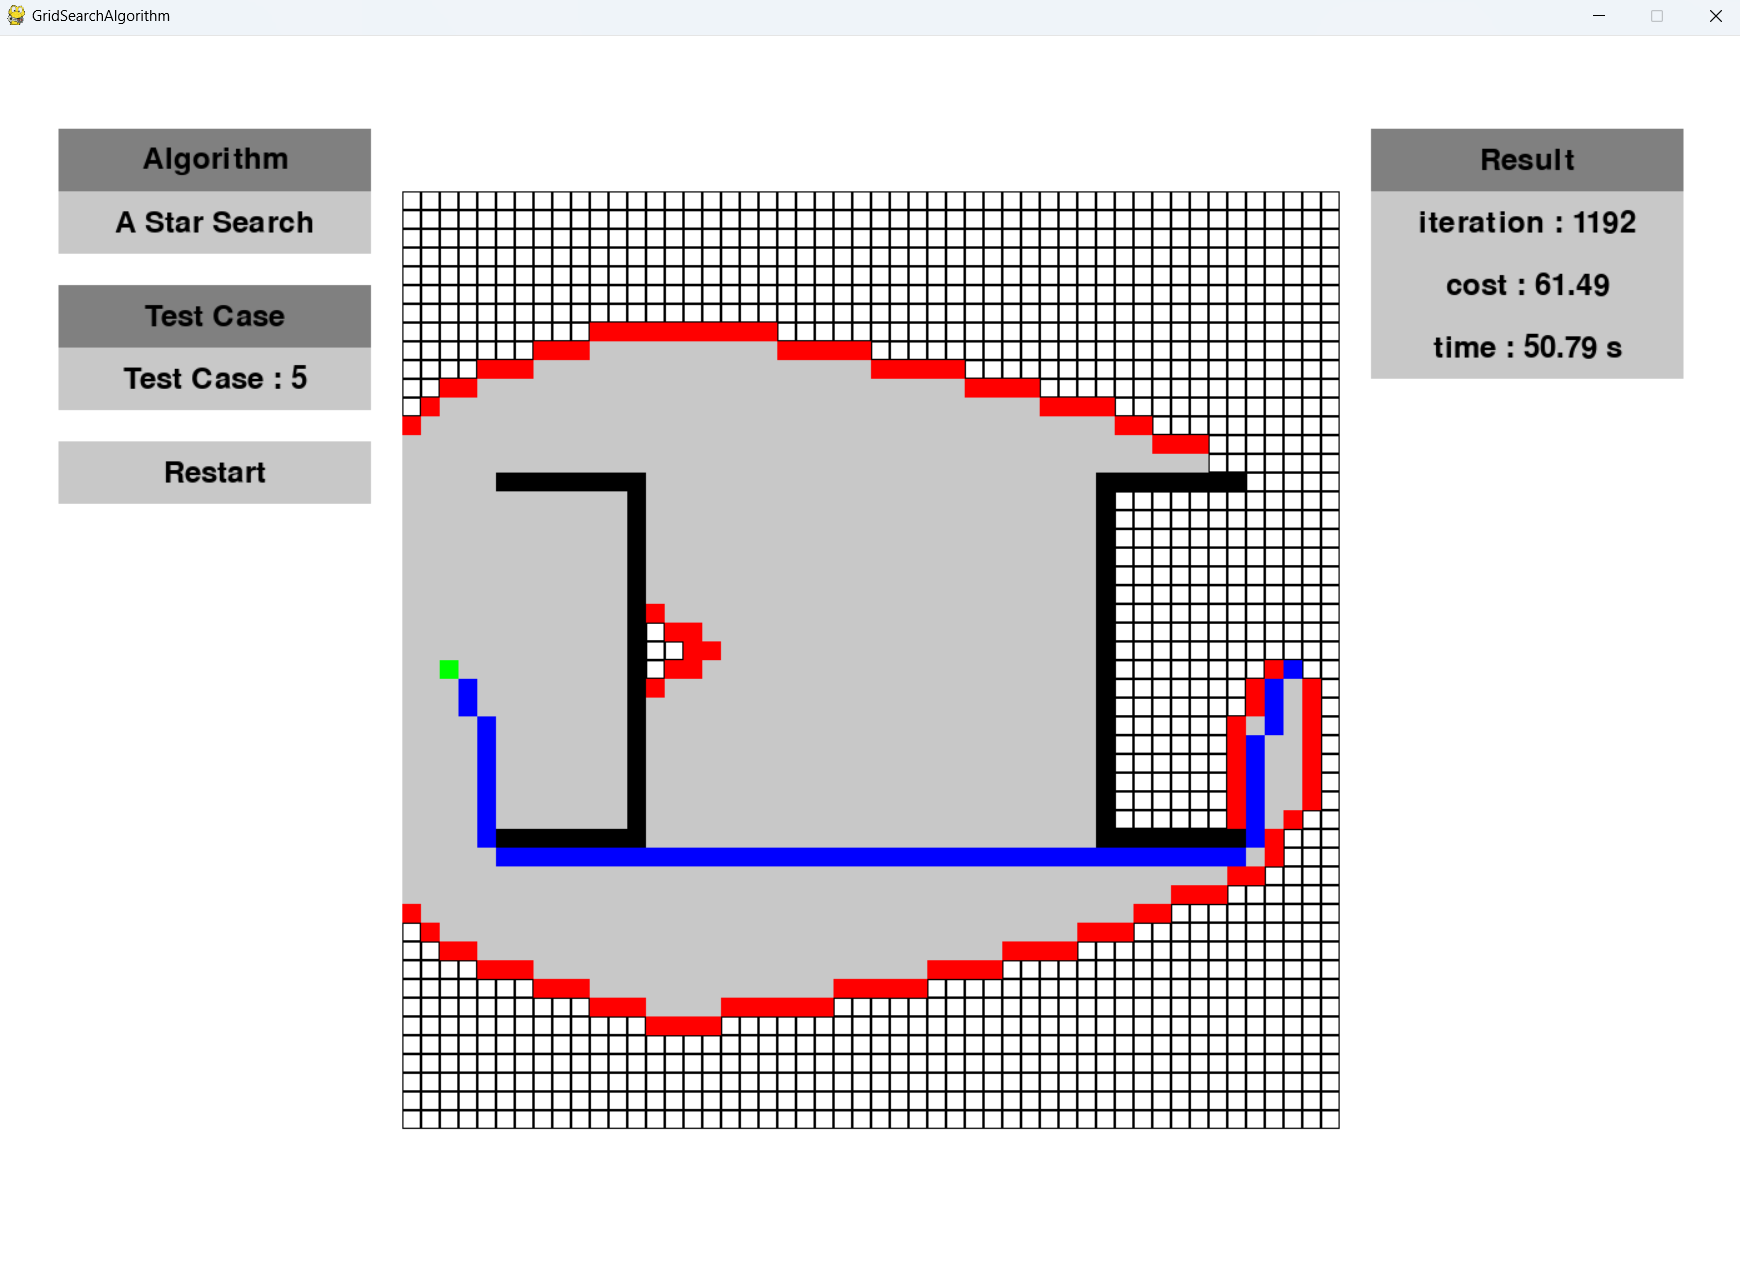 GridSearchAlgorithm
Algorithm
A Star Search
Test Case
Test Case : 5
Restart
Result
iteration : 1192
cost : 61.49
time : 50.79 s